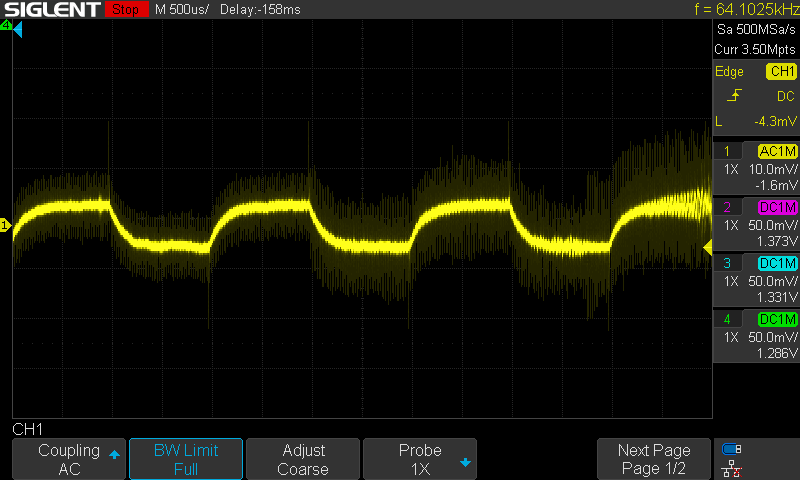 SIGLENT Stop M 500us/ Delay:-158ms f = 64.1025kHz
Sa 500MSa/s
Curr 3.50Mpts
Edge CH1
DC
L -4.3mV
1 AC1M
1X 10.0mV/
-1.6mV
2 DC1M
1X 50.0mV/
1.373V
3 DC1M
1X 50.0mV/
1.331V
4 DC1M
1X 50.0mV/
1.286V
4
1
CH1
Coupling
AC
BW Limit
Full
Adjust
Coarse
Probe
1X
Next Page
Page 1/2